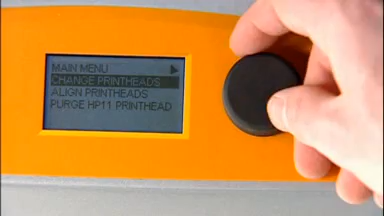 MAIN MENU
CHANGE PRINTHEADS
ALIGN PRINTHEADS
PURGE HP11 PRINTHEAD